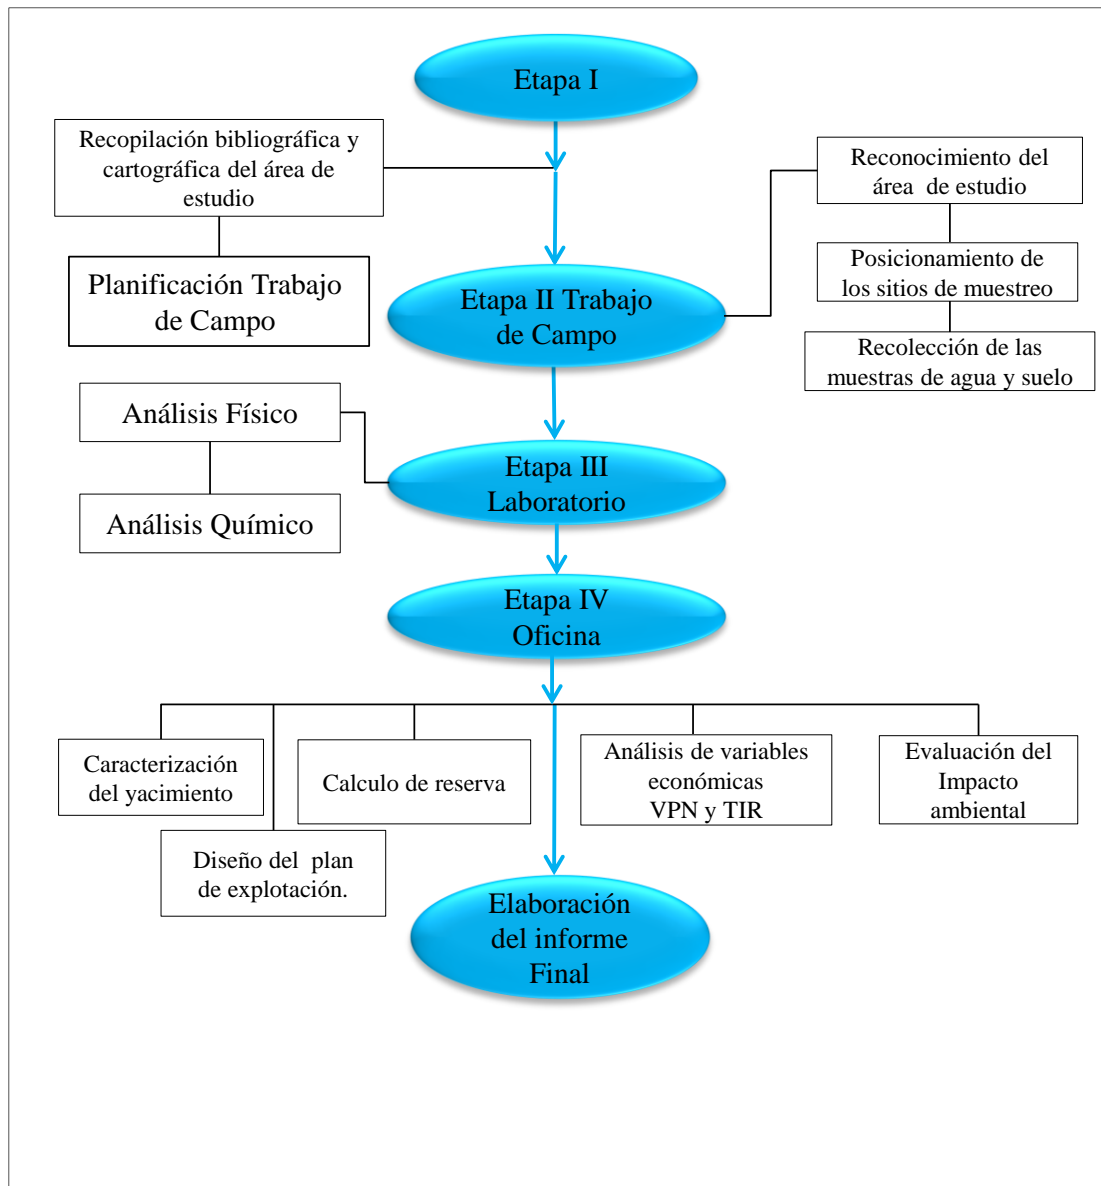 Etapa I
Recopilación bibliográfica y
cartográfica del área de
estudio
Planificación Trabajo
de Campo
Etapa II Trabajo
de Campo
Reconocimiento del
área de estudio
Posicionamiento de
los sitios de muestreo
Recolección de las
muestras de agua y suelo
Análisis Físico
Análisis Químico
Etapa III
Laboratorio
Etapa IV
Oficina
Caracterización
del yacimiento
Diseño del plan
de explotación.
Calculo de reserva
Análisis de variables
económicas
VPN y TIR
Evaluación del
Impacto
ambiental
Elaboración
del informe
Final